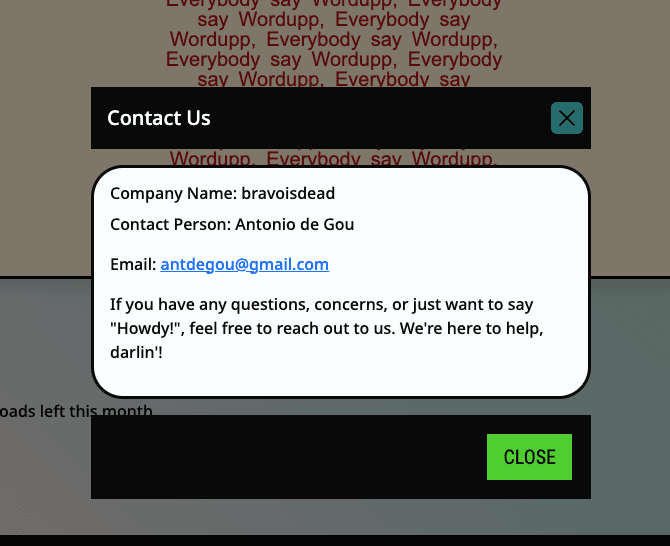 Everybody say Wordupp, Everybody
say Wordupp, Everybody say
Wordupp, Everybody say Wordupp,
Everybody say Wordupp, Everybody
say Wordupp, Everybody say
Contact Us
Wordupp, Everybody say Wordupp,
Company Name: bravoisdead
Contact Person: Antonio de Gou
Email: antdegou@gmail.com
If you have any questions, concerns, or just want to say
"Howdy!", feel free to reach out to us. We're here to help,
darlin'!
oads left this month
CLOSE